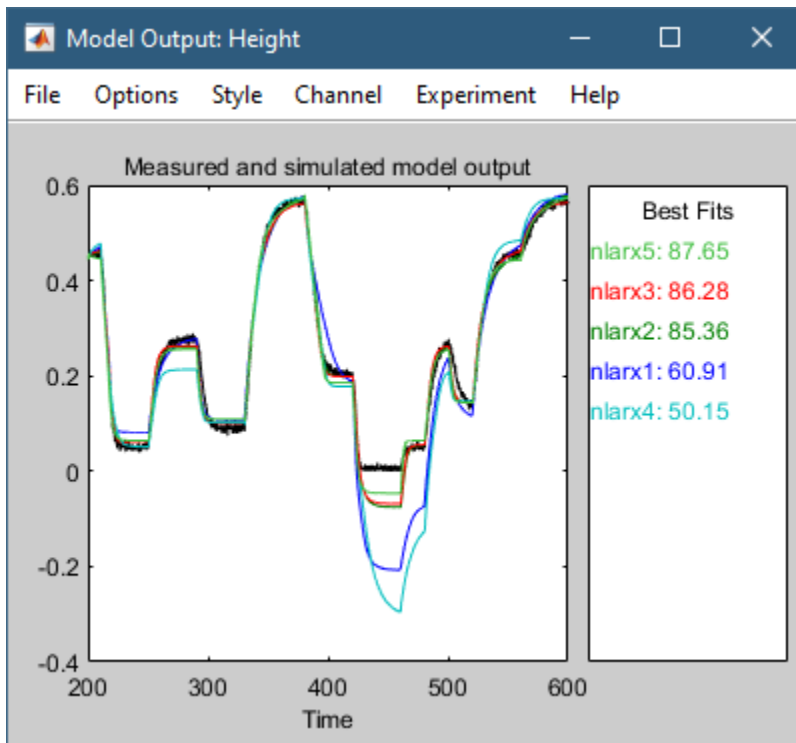 Model Output: Height
File Options Style Channel Experiment Help
Measured and simulated model output
0.6
0.4
0.2
0
-0.2
-0.4
200 300 400 500 600
Time
Best Fits
nlarx5: 87.65
nlarx3: 86.28
nlarx2: 85.36
nlarx1: 60.91
nlarx4: 50.15